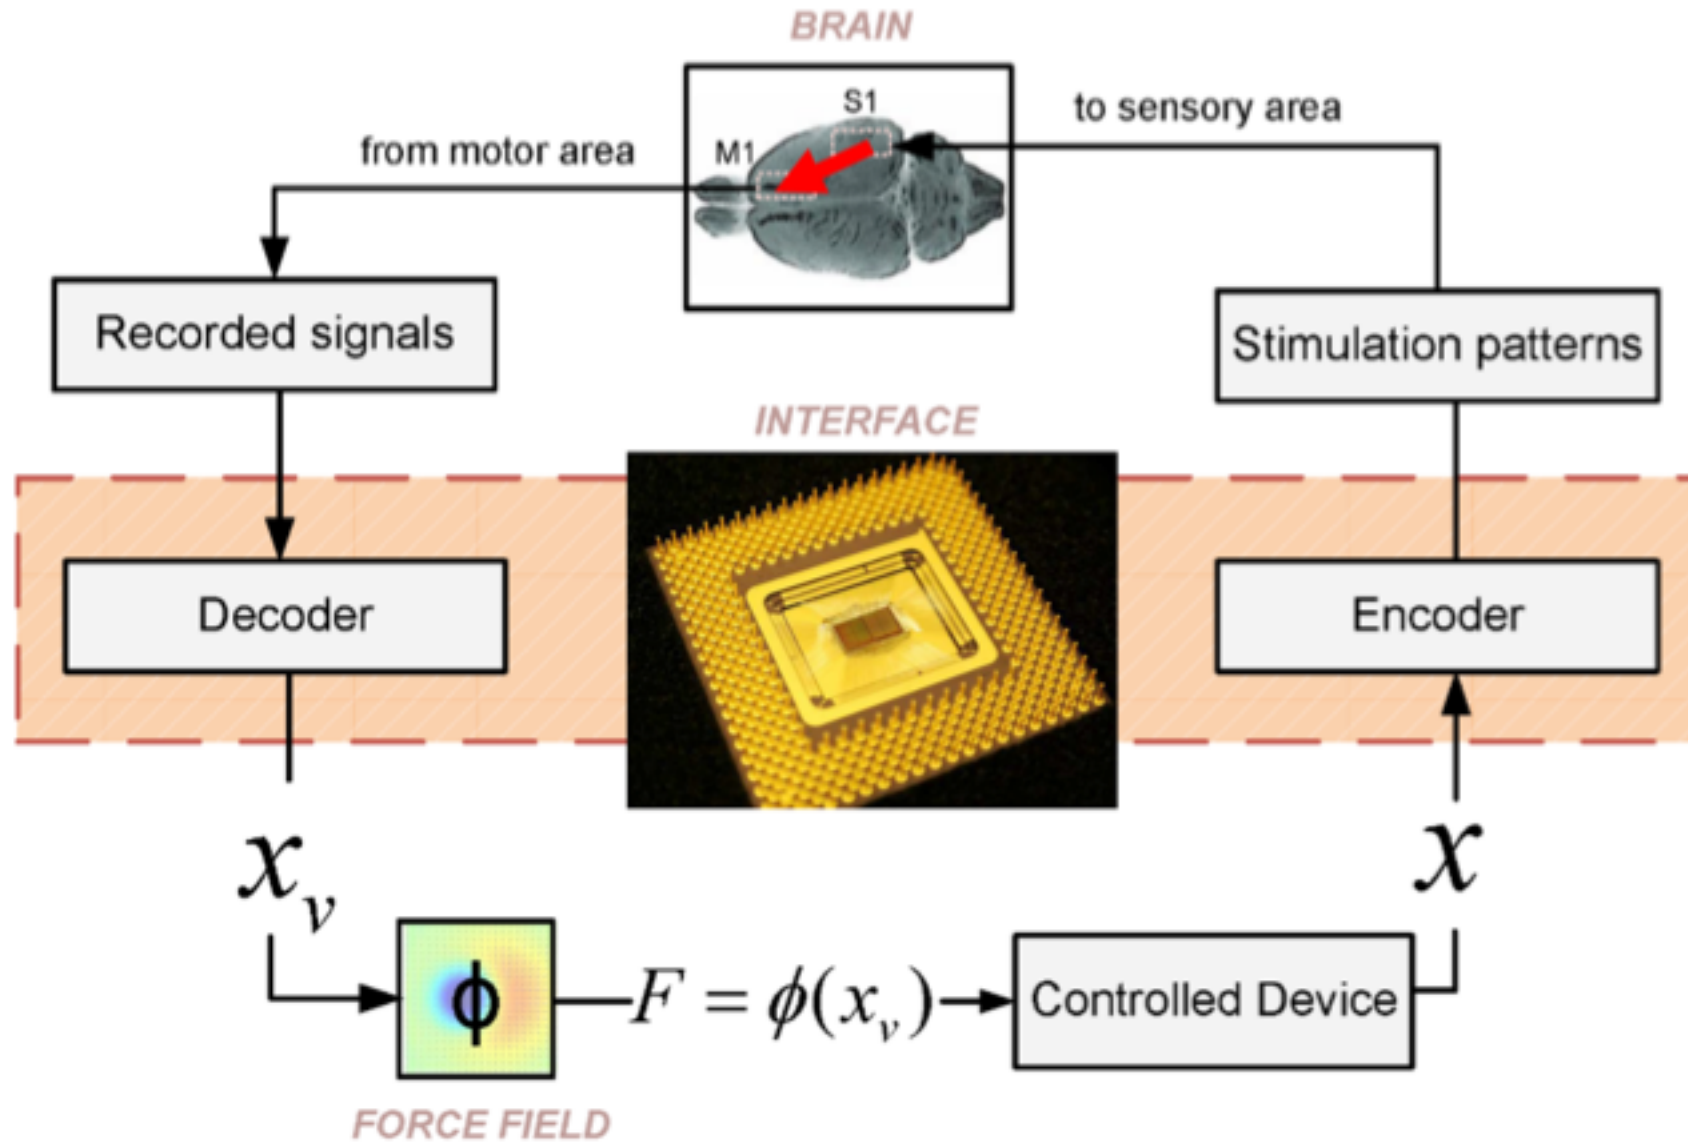 BRAIN
S1
to sensory area
from motor area
M1
Recorded signals
Stimulation patterns
INTERFACE
Decoder
Encoder
x_v
x
ϕ
F = ϕ(x_v)
Controlled Device
FORCE FIELD